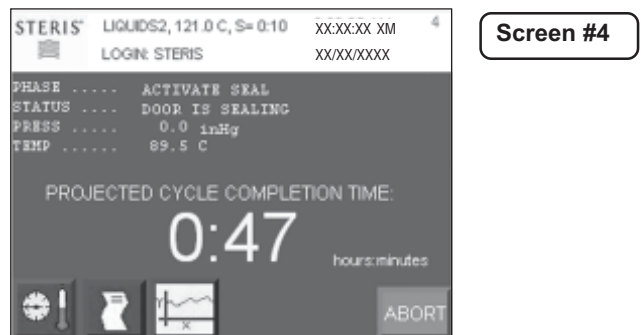 STERIS® LIQUIDS2, 121.0 C, S= 0:10 XX:XX:XX XM 4
LOGIN: STERIS XX/XX/XXXX
Screen #4
PHASE ..... ACTIVATE SEAL
STATUS .... DOOR IS SEALING
PRESS ..... 0.0 inHg
TEMP ...... 89.5 C
PROJECTED CYCLE COMPLETION TIME:
0:47 hours:minutes
Y
X
ABORT